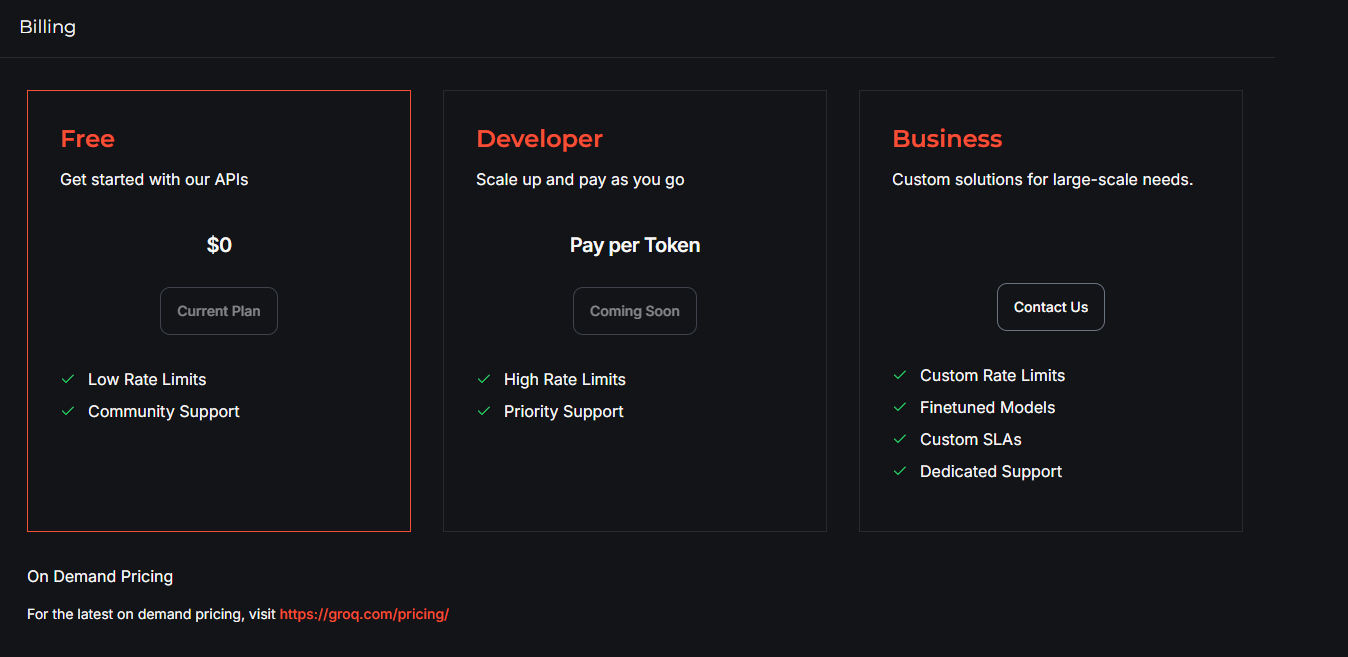 Billing
Free
Get started with our APIs
$0
Current Plan
Low Rate Limits
Community Support
Developer
Scale up and pay as you go
Pay per Token
Coming Soon
High Rate Limits
Priority Support
Business
Custom solutions for large-scale needs.
Contact Us
Custom Rate Limits
Finetuned Models
Custom SLAs
Dedicated Support
On Demand Pricing
For the latest on demand pricing, visit https://groq.com/pricing/